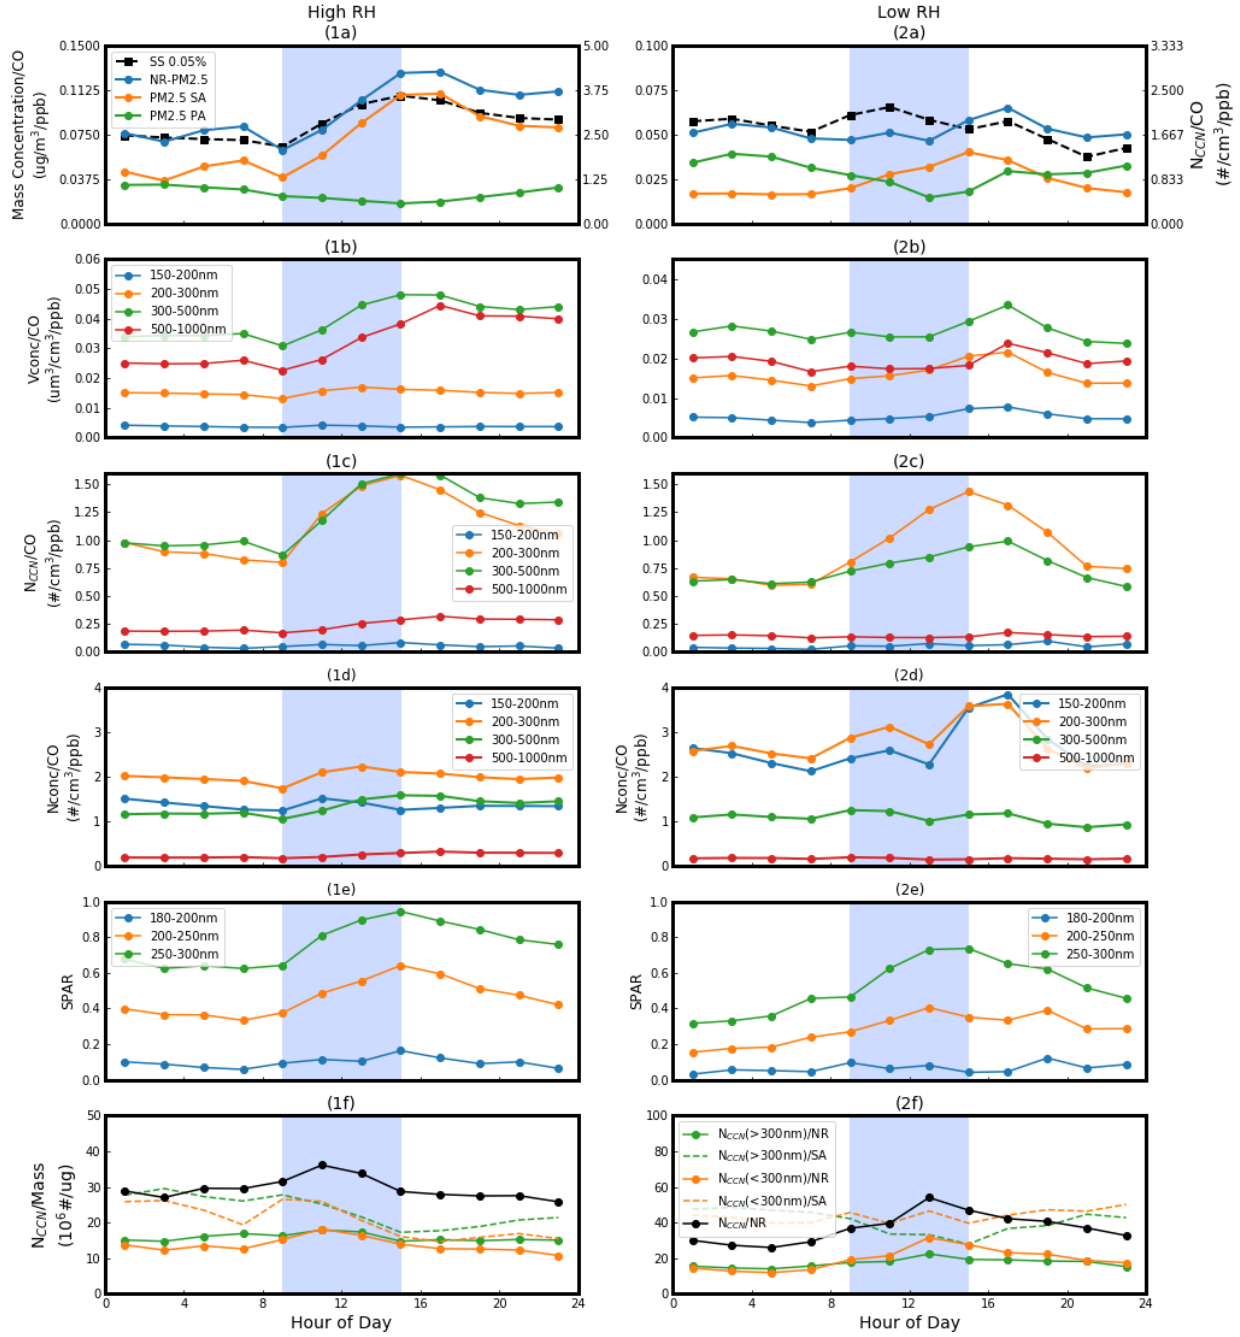 High RH
Low RH
(1a)
(2a)
0.1500
0.1125
0.0750
0.0375
0.0000
Mass Concentration/CO
(ug/m³/ppb)
SS 0.05%
NR-PM2.5
PM2.5 SA
PM2.5 PA
5.00
3.75
2.50
1.25
0.00
0.100
0.075
0.050
0.025
0.000
3.333
2.500
1.667
0.833
0.000
N_CCN/CO
(#/cm³/ppb)
(1b)
(2b)
0.06
0.05
0.04
0.03
0.02
0.01
0.00
Vconc/CO
(um³/cm³/ppb)
150-200nm
200-300nm
300-500nm
500-1000nm
0.04
0.03
0.02
0.01
0.00
(1c)
(2c)
1.50
1.25
1.00
0.75
0.50
0.25
0.00
N_CCN/CO
(#/cm³/ppb)
150-200nm
200-300nm
300-500nm
500-1000nm
1.50
1.25
1.00
0.75
0.50
0.25
0.00
(1d)
(2d)
4
3
2
1
0
Nconc/CO
(#/cm³/ppb)
150-200nm
200-300nm
300-500nm
500-1000nm
4
3
2
1
0
Nconc/CO
(#/cm³/ppb)
150-200nm
200-300nm
300-500nm
500-1000nm
(1e)
(2e)
1.0
0.8
0.6
0.4
0.2
0.0
SPAR
180-200nm
200-250nm
250-300nm
1.0
0.8
0.6
0.4
0.2
0.0
SPAR
180-200nm
200-250nm
250-300nm
(1f)
(2f)
50
40
30
20
10
0
N_CCN/Mass
(10⁶#/ug)
0 4 8 12 16 20 24
Hour of Day
100
80
60
40
20
0
N_CCN(>300nm)/NR
N_CCN(>300nm)/SA
N_CCN(<300nm)/NR
N_CCN(<300nm)/SA
N_CCN/NR
0 4 8 12 16 20 24
Hour of Day